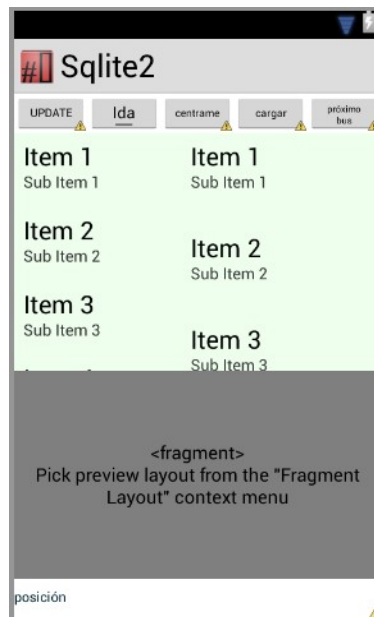 # Sqlite2
UPDATE
Ida
centrame
cargar
próximo
bus
Item 1
Sub Item 1
Item 2
Sub Item 2
Item 3
Sub Item 3
Item 1
Sub Item 1
Item 2
Sub Item 2
Item 3
Sub Item 3
<fragment>
Pick preview layout from the "Fragment
Layout" context menu
posición